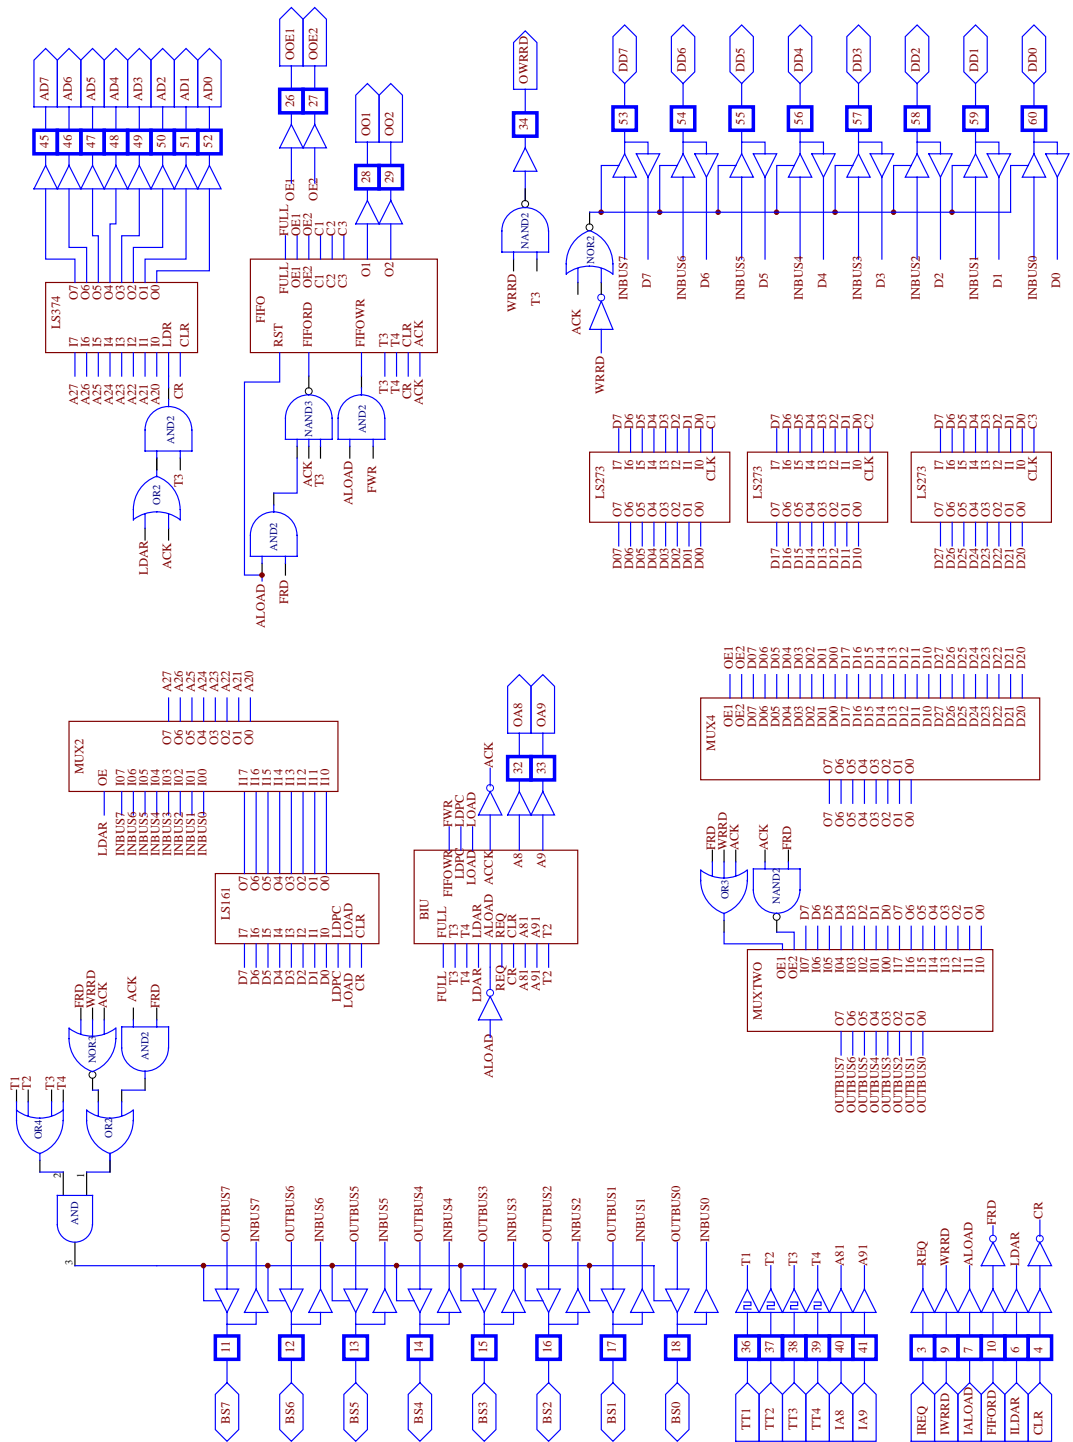 AD7
AD6
AD5
AD4
AD3
AD2
AD1
AD0
45
46
47
48
49
50
51
52
LS374
O7
O6
O5
O4
O3
O2
O1
O0
LDR
CLR
I7
I6
I5
I4
I3
I2
I1
I0
A27
A26
A25
A24
A23
A22
A21
A20
CR
AND2
T3
OR2
LDAR
ACK
OOE1
OOE2
26
27
OE1
OE2
OO1
OO2
28
29
FULL
OE1
OE2
C1
C2
C3
FIFO
FULL
OE1
OE2
C1
C2
C3
O1
O2
RST
FIFORD
FIFOWR
T3
T4
CLR
ACK
T3
T4
CR
ACK
NAND3
ACK
T3
AND2
ALOAD
FWR
AND2
ALOAD
FRD
OWRRD
34
NAND2
WRRD
T3
NOR2
ACK
WRRD
DD7
DD6
DD5
DD4
DD3
DD2
DD1
DD0
53
54
55
56
57
58
59
60
INBUS7
D7
INBUS6
D6
INBUS5
D5
INBUS4
D4
INBUS3
D3
INBUS2
D2
INBUS1
D1
INBUS0
D0
D7
D6
D5
D4
D3
D2
D1
D0
C1
LS273
I7
I6
I5
I4
I3
I2
I1
I0
CLK
O7
O6
O5
O4
O3
O2
O1
O0
D07
D06
D05
D04
D03
D02
D01
D00
D7
D6
D5
D4
D3
D2
D1
D0
C2
LS273
I7
I6
I5
I4
I3
I2
I1
I0
CLK
O7
O6
O5
O4
O3
O2
O1
O0
D17
D16
D15
D14
D13
D12
D11
D10
D7
D6
D5
D4
D3
D2
D1
D0
C3
LS273
I7
I6
I5
I4
I3
I2
I1
I0
CLK
O7
O6
O5
O4
O3
O2
O1
O0
D27
D26
D25
D24
D23
D22
D21
D20
A27
A26
A25
A24
A23
A22
A21
A20
MUX2
O7
O6
O5
O4
O3
O2
O1
O0
OE
I07
I06
I05
I04
I03
I02
I01
I00
I17
I16
I15
I14
I13
I12
I11
I10
LDAR
INBUS7
INBUS6
INBUS5
INBUS4
INBUS3
INBUS2
INBUS1
INBUS0
LS161
O7
O6
O5
O4
O3
O2
O1
O0
I7
I6
I5
I4
I3
I2
I1
I0
LDPC
LOAD
CLR
D7
D6
D5
D4
D3
D2
D1
D0
LDPC
LOAD
CR
OA8
OA9
32
33
ACK
FWR
LDPC
LOAD
BIU
FIFOWR
LDPC
LOAD
ACCK
A8
A9
FULL
T3
T4
LDAR
ALOAD
REQ
CLR
A81
A91
T2
FULL
T3
T4
LDAR
REQ
CR
A81
A91
T2
ALOAD
OE1
OE2
D07
D06
D05
D04
D03
D02
D01
D00
D17
D16
D15
D14
D13
D12
D11
D10
D27
D26
D25
D24
D23
D22
D21
D20
MUX4
OE1
OE2
D07
D06
D05
D04
D03
D02
D01
D00
D17
D16
D15
D14
D13
D12
D11
D10
D27
D26
D25
D24
D23
D22
D21
D20
O7
O6
O5
O4
O3
O2
O1
O0
O7
O6
O5
O4
O3
O2
O1
O0
FRD
WRRD
ACK
OR3
ACK
FRD
NAND2
D7
D6
D5
D4
D3
D2
D1
D0
O7
O6
O5
O4
O3
O2
O1
O0
MUXTWO
OE1
OE2
I07
I06
I05
I04
I03
I02
I01
I00
I17
I16
I15
I14
I13
I12
I11
I10
O7
O6
O5
O4
O3
O2
O1
O0
OUTBUS7
OUTBUS6
OUTBUS5
OUTBUS4
OUTBUS3
OUTBUS2
OUTBUS1
OUTBUS0
FRD
WRRD
ACK
NOR3
ACK
FRD
AND2
T1
T2
T3
T4
OR4
OR2
2
1
AND
3
OUTBUS7
INBUS7
OUTBUS6
INBUS6
OUTBUS5
INBUS5
OUTBUS4
INBUS4
OUTBUS3
INBUS3
OUTBUS2
INBUS2
OUTBUS1
INBUS1
OUTBUS0
INBUS0
11
12
13
14
15
16
17
18
BS7
BS6
BS5
BS4
BS3
BS2
BS1
BS0
T1
T2
T3
T4
A81
A91
36
37
38
39
40
41
TT1
TT2
TT3
TT4
IA8
IA9
REQ
WRRD
ALOAD
FRD
LDAR
CR
3
9
7
10
6
4
IREQ
IWRRD
IALOAD
FIFORD
ILDAR
CLR